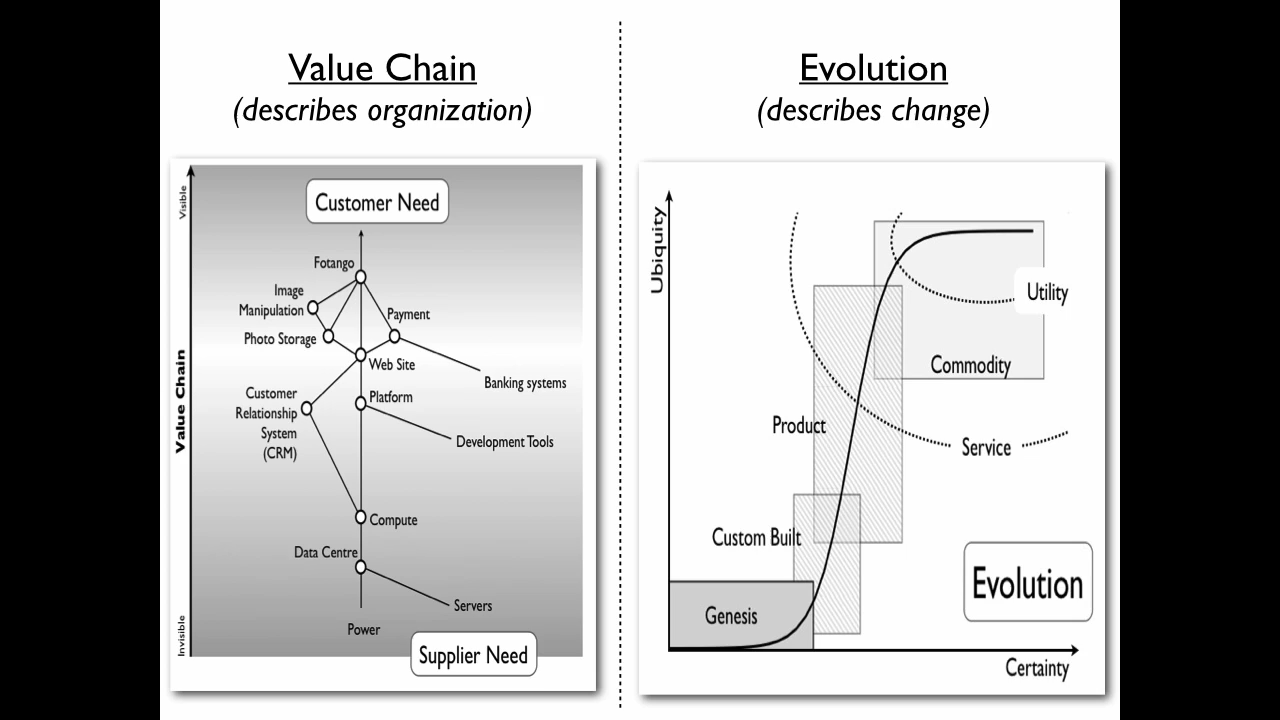 Value Chain
(describes organization)
Visible
Value Chain
Invisible
Customer Need
Fotango
Image
Manipulation
Payment
Photo Storage
Web Site
Banking systems
Customer
Relationship
System
(CRM)
Platform
Development Tools
Compute
Data Centre
Servers
Power
Supplier Need
Evolution
(describes change)
Ubiquity
Utility
Commodity
Product
Service
Custom Built
Evolution
Genesis
Certainty